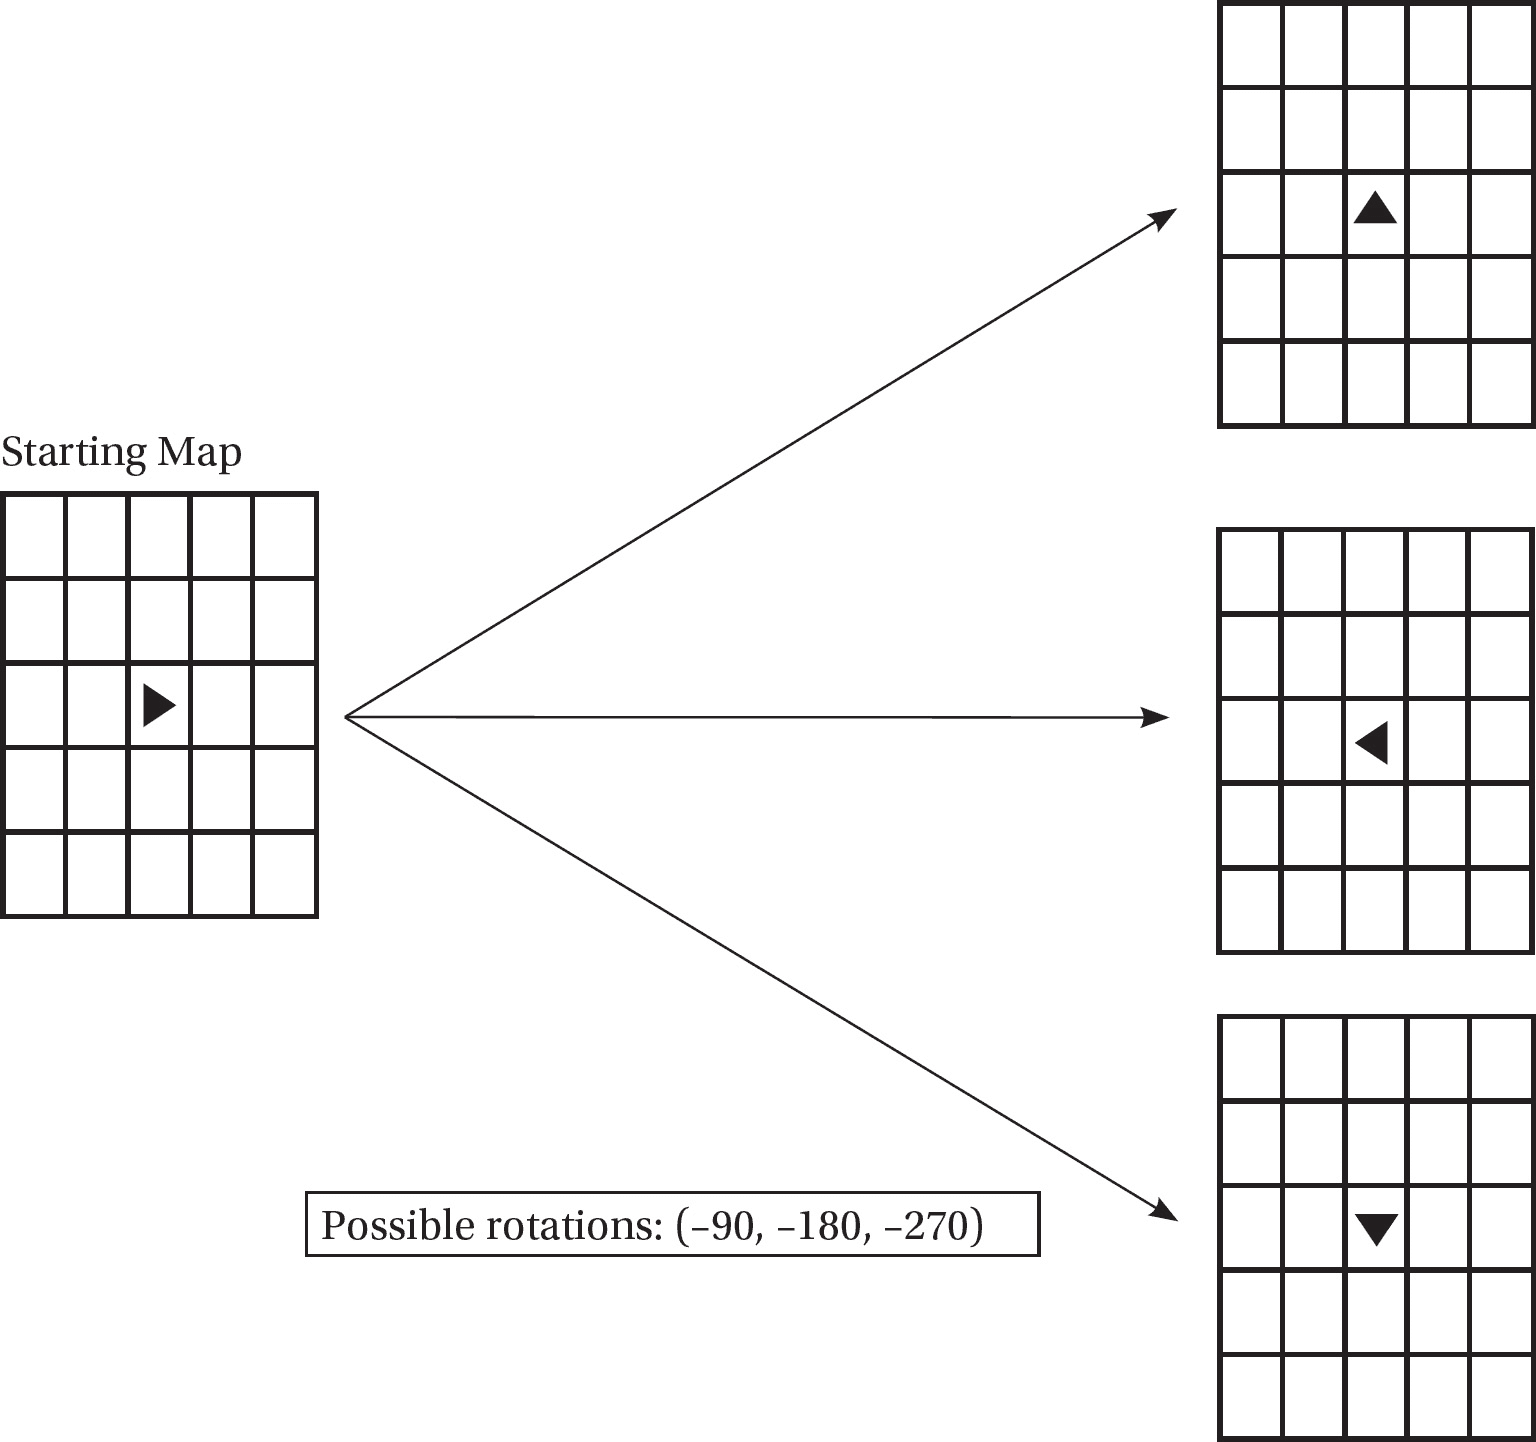 Starting Map
Possible rotations: (–90, –180, –270)